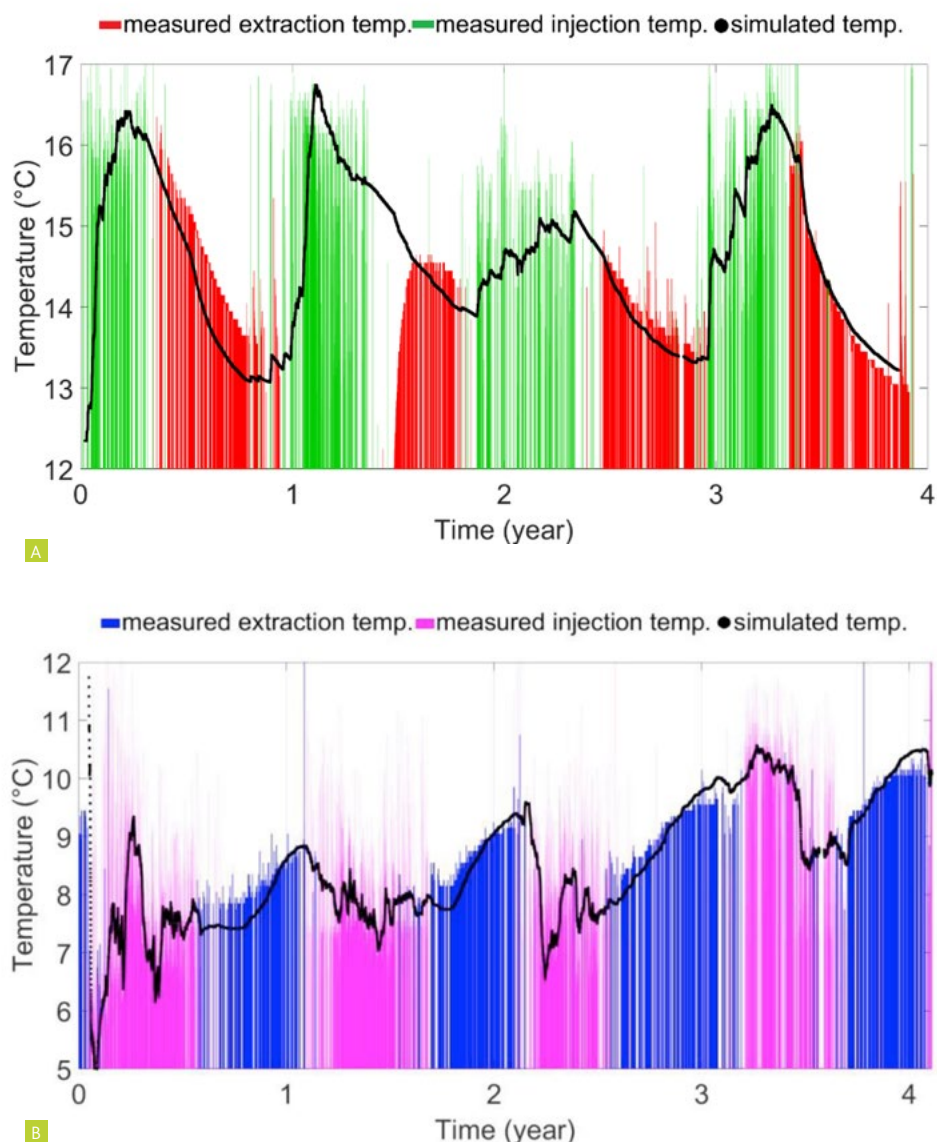 measured extraction temp. measured injection temp. simulated temp.
17
16
15
14
13
12
Temperature (°C)
0 1 2 3 4
Time (year)
A
measured extraction temp. measured injection temp. simulated temp.
12
11
10
9
8
7
6
5
Temperature (°C)
0 1 2 3 4
Time (year)
B